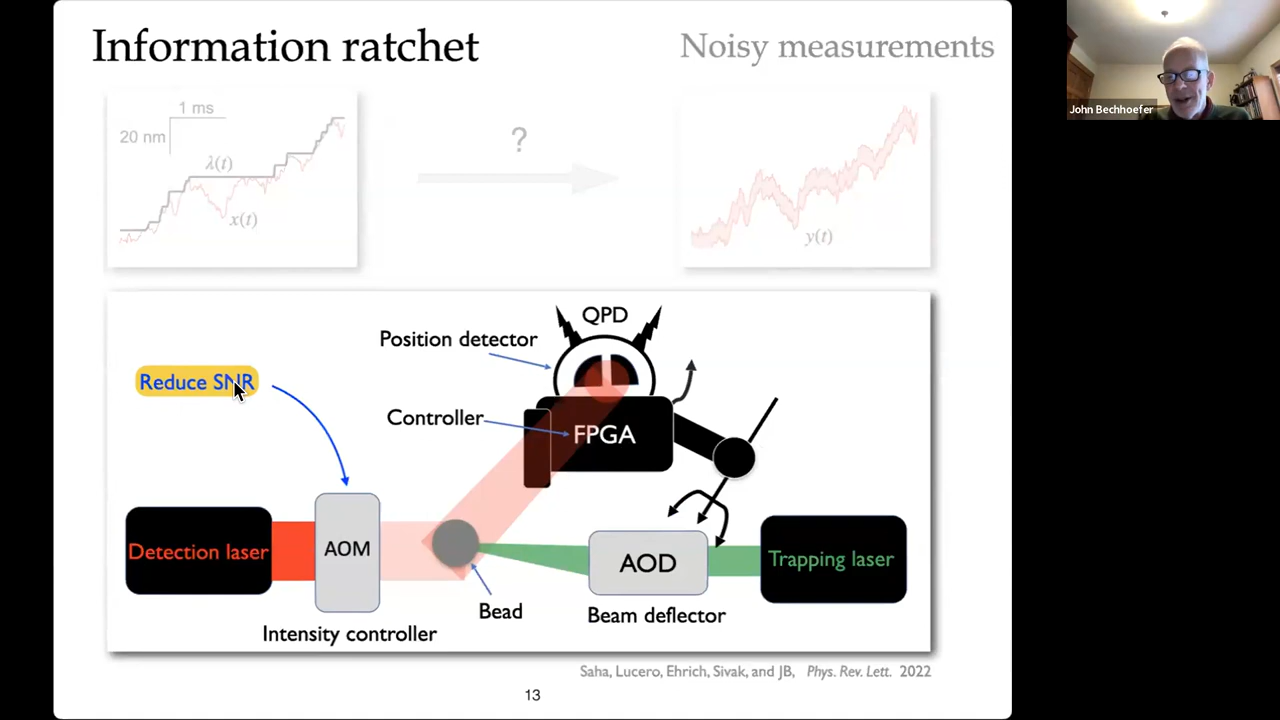 Information ratchet
Noisy measurements
1 ms
20 nm
λ(t)
x(t)
?
y(t)
John Bechhoefer
QPD
Position detector
Reduce SNR
Controller
FPGA
Detection laser
AOM
AOD
Trapping laser
Bead
Beam deflector
Intensity controller
Saha, Lucero, Ehrich, Sivak, and JB, Phys. Rev. Lett. 2022
13